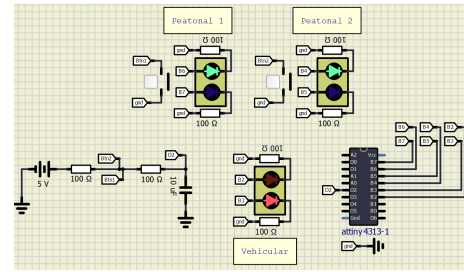 Peatonal 1
Peatonal 2
100 Ω
100 Ω
gnd
gnd
Btn1
B6
Btn2
B4
B7
B5
gnd
gnd
gnd
gnd
100 Ω
100 Ω
B6
B4
B2
B7
B5
B3
100 Ω
Btn2
D2
gnd
A2
Vcc
D0
B7
D1
B6
A1
B5
A0
B4
B2
D2
D2
B3
D3
B2
100 Ω
100 Ω
5 V
Btn1
10 uF
B3
D4
B1
D5
B0
Gnd
D6
gnd
100 Ω
attiny4313-1
gnd
Vehicular